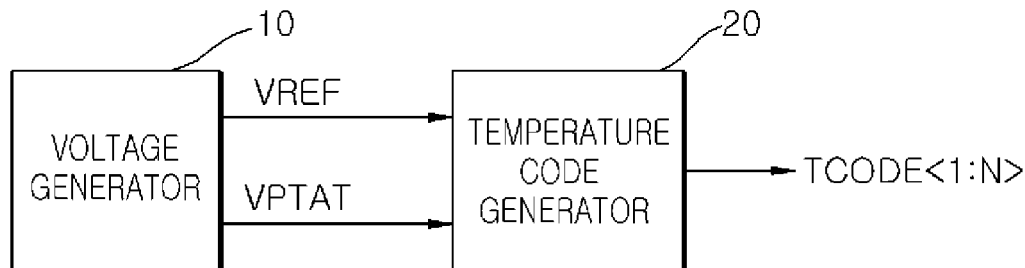 10
20
VREF
VOLTAGE
GENERATOR
VPTAT
TEMPERATURE
CODE
GENERATOR
TCODE<1:N>